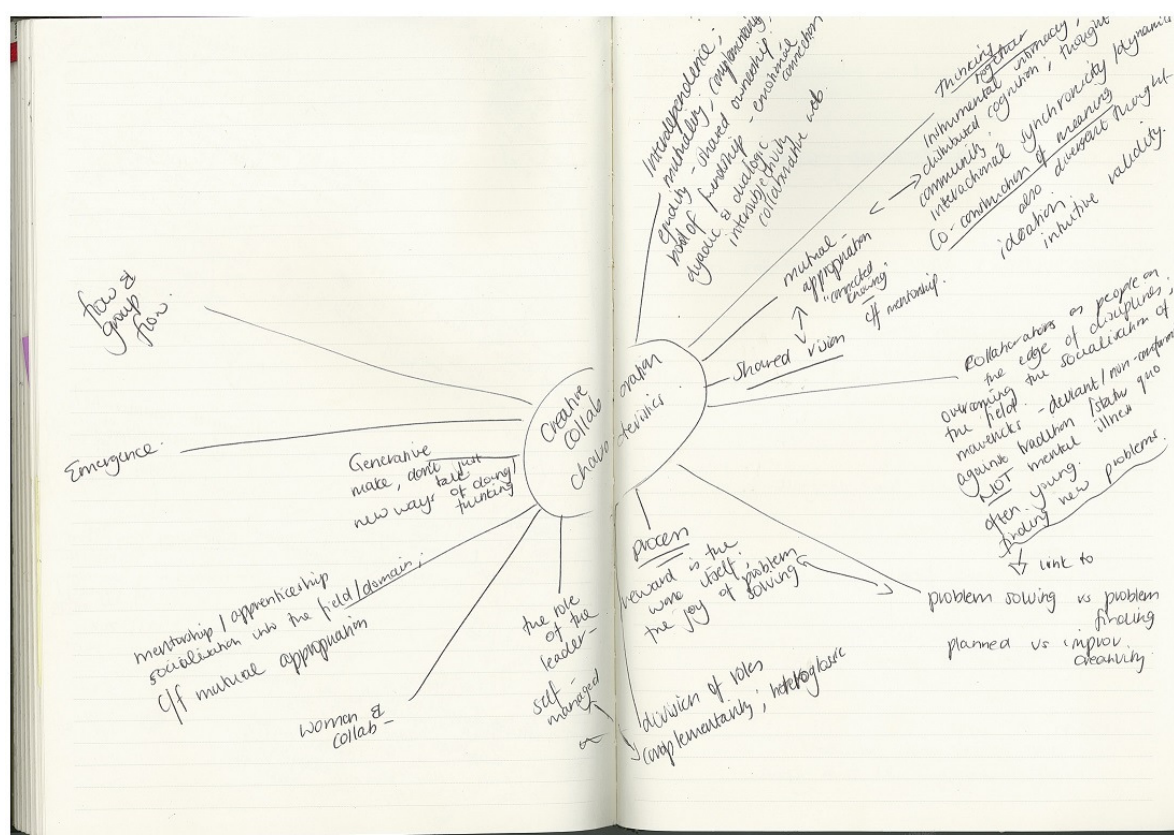 Creative collaboration
characteristics
Interdependence;
mutuality; complementarity;
equality - shared ownership.
bond of friendship - emotional connection
dyadic & dialogic
intersubjectivity
collaborative web.
Thinking together
instrumental intimacy;
distributed cognition; thought
community;
interactional synchronicity / dynamics
Co-construction of meaning
also divergent thought
ideation.
intuitive validity.
mutual -
appropriation
"connected
knowing"
c/f mentorship.
Shared vision
collaborations as people on
the edge of disciplines;
overcoming the socialisation of
the field.
mavericks - deviant / non-conform
against tradition / status quo
NOT mental illness
often young.
finding new problems.
link to
problem solving vs problem
finding
planned vs improv
creativity.
process
reward is the
work itself;
the joy of problem
solving
division of roles
complementarity; heteroglossic
the role
of the
leader -
self -
managed
women &
collab -
mentorship / apprenticeship
socialisation into the field/domain;
c/f mutual appropriation
Generative
make, don't just
talk
new ways of doing/
thinking
Emergence.
flow &
group
flow.